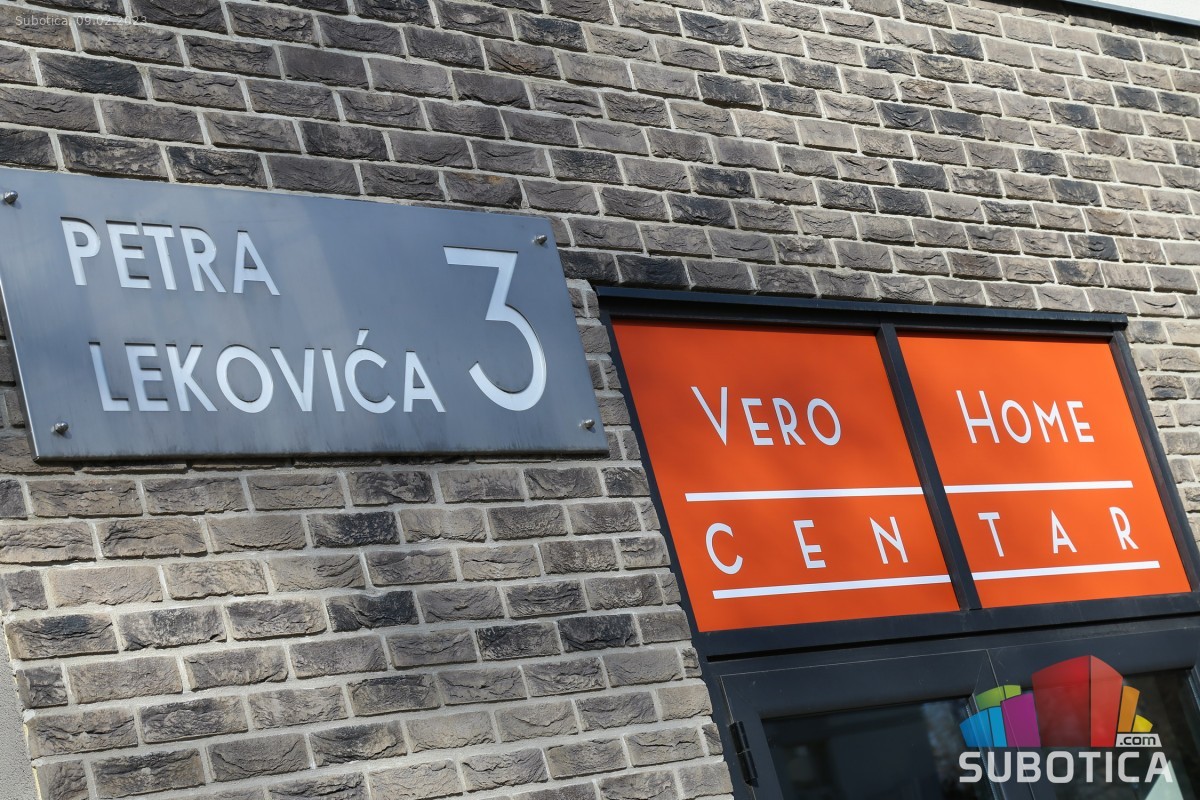 Subotica, 09.02.2023
PETRA
LEKOVIĆA 3
VERO HOME
CENTAR
.com
SUBOTICA